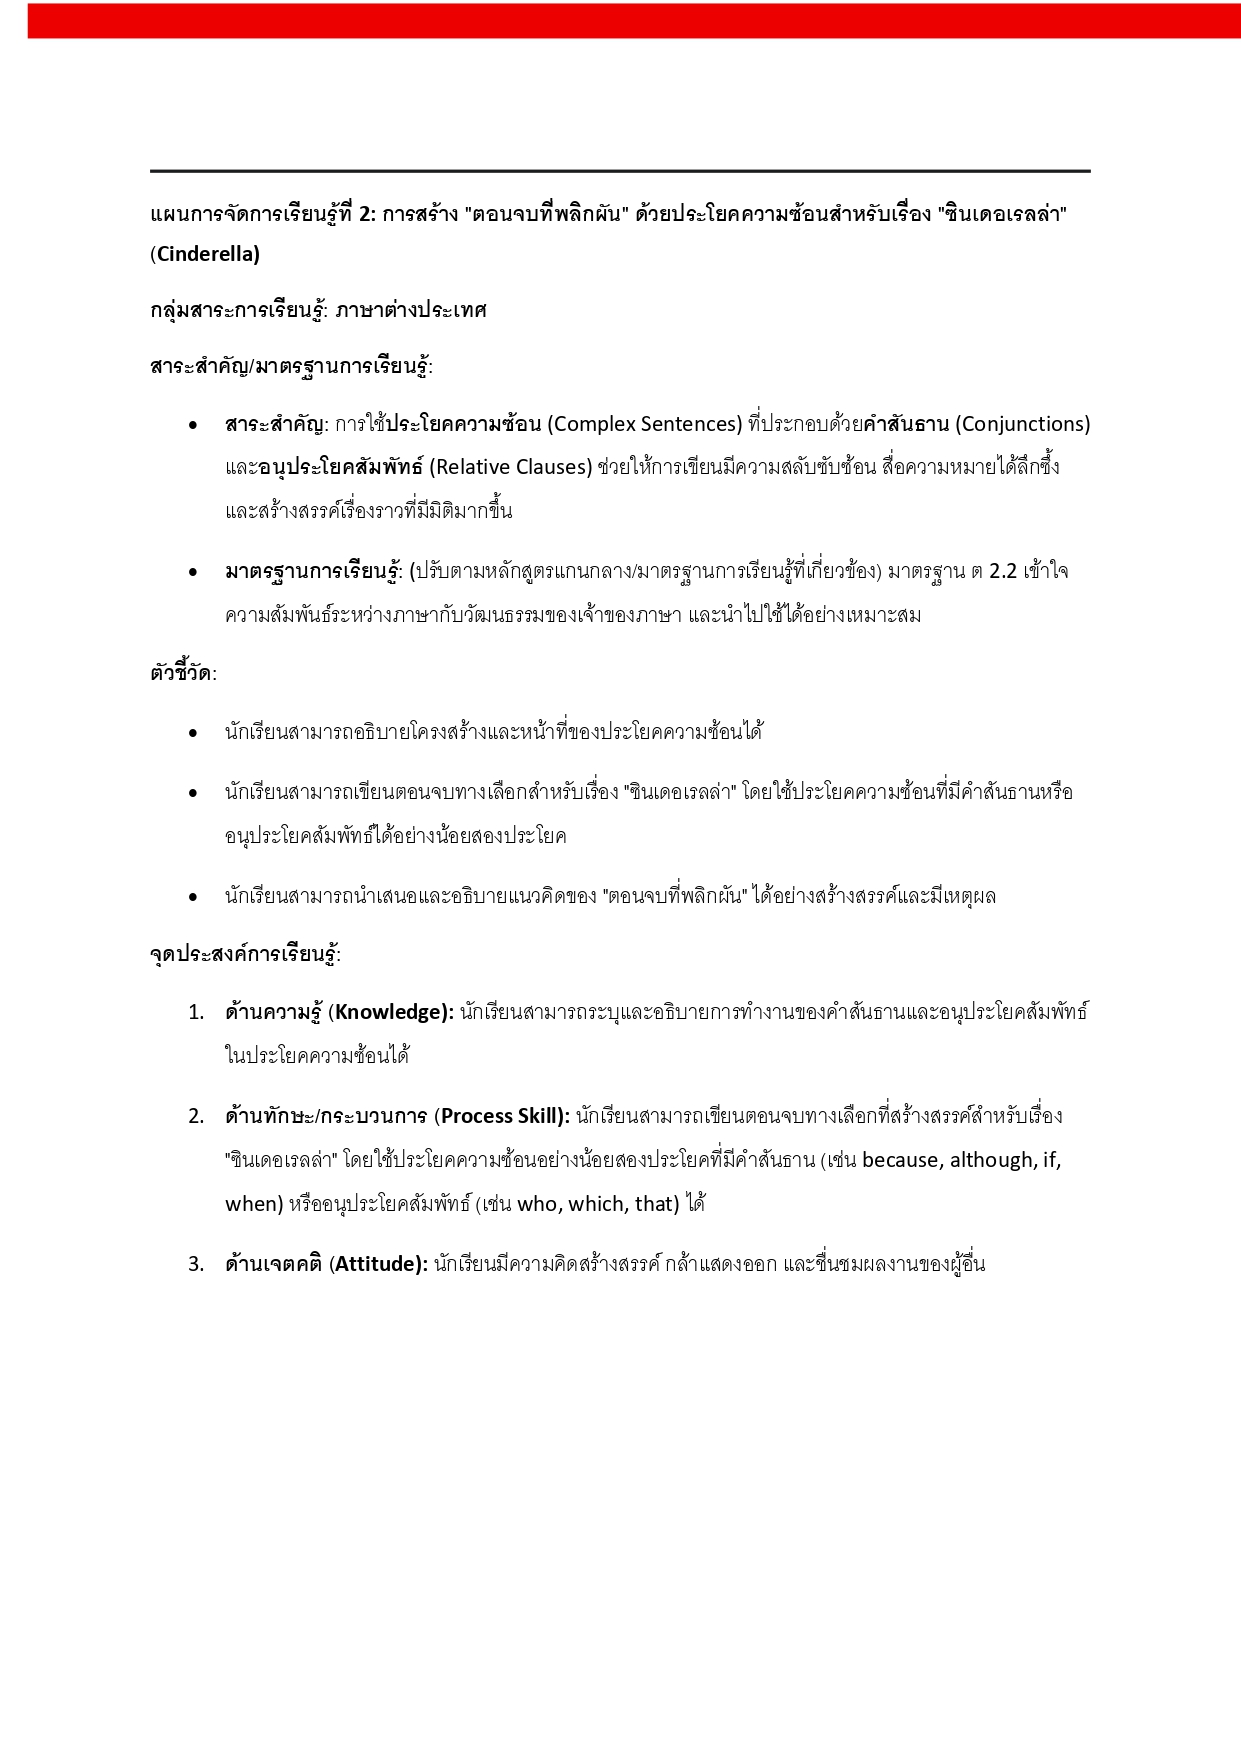 แผนการจัดการเรียนรู้ที่ 2: การสร้าง "ตอนจบที่พลิกผัน" ด้วยประโยคความซ้อนสำหรับเรื่อง "ซินเดอเรลล่า"
(Cinderella)
กลุ่มสาระการเรียนรู้: ภาษาต่างประเทศ
สาระสำคัญ/มาตรฐานการเรียนรู้:
• สาระสำคัญ: การใช้ประโยคความซ้อน (Complex Sentences) ที่ประกอบด้วยคำสันธาน (Conjunctions)
และอนุประโยคสัมพัทธ์ (Relative Clauses) ช่วยให้การเขียนมีความสลับซับซ้อน สื่อความหมายได้ลึกซึ้ง
และสร้างสรรค์เรื่องราวที่มีมิติมากขึ้น
• มาตรฐานการเรียนรู้: (ปรับตามหลักสูตรแกนกลาง/มาตรฐานการเรียนรู้ที่เกี่ยวข้อง) มาตรฐาน ต 2.2 เข้าใจ
ความสัมพันธ์ระหว่างภาษากับวัฒนธรรมของเจ้าของภาษา และนำไปใช้ได้อย่างเหมาะสม
ตัวชี้วัด:
• นักเรียนสามารถอธิบายโครงสร้างและหน้าที่ของประโยคความซ้อนได้
• นักเรียนสามารถเขียนตอนจบทางเลือกสำหรับเรื่อง "ซินเดอเรลล่า" โดยใช้ประโยคความซ้อนที่มีคำสันธานหรือ
อนุประโยคสัมพัทธ์ได้อย่างน้อยสองประโยค
• นักเรียนสามารถนำเสนอและอธิบายแนวคิดของ "ตอนจบที่พลิกผัน" ได้อย่างสร้างสรรค์และมีเหตุผล
จุดประสงค์การเรียนรู้:
1. ด้านความรู้ (Knowledge): นักเรียนสามารถระบุและอธิบายการทำงานของคำสันธานและอนุประโยคสัมพัทธ์
ในประโยคความซ้อนได้
2. ด้านทักษะ/กระบวนการ (Process Skill): นักเรียนสามารถเขียนตอนจบทางเลือกที่สร้างสรรค์สำหรับเรื่อง
"ซินเดอเรลล่า" โดยใช้ประโยคความซ้อนอย่างน้อยสองประโยคที่มีคำสันธาน (เช่น because, although, if,
when) หรืออนุประโยคสัมพัทธ์ (เช่น who, which, that) ได้
3. ด้านเจตคติ (Attitude): นักเรียนมีความคิดสร้างสรรค์ กล้าแสดงออก และชื่นชมผลงานของผู้อื่น